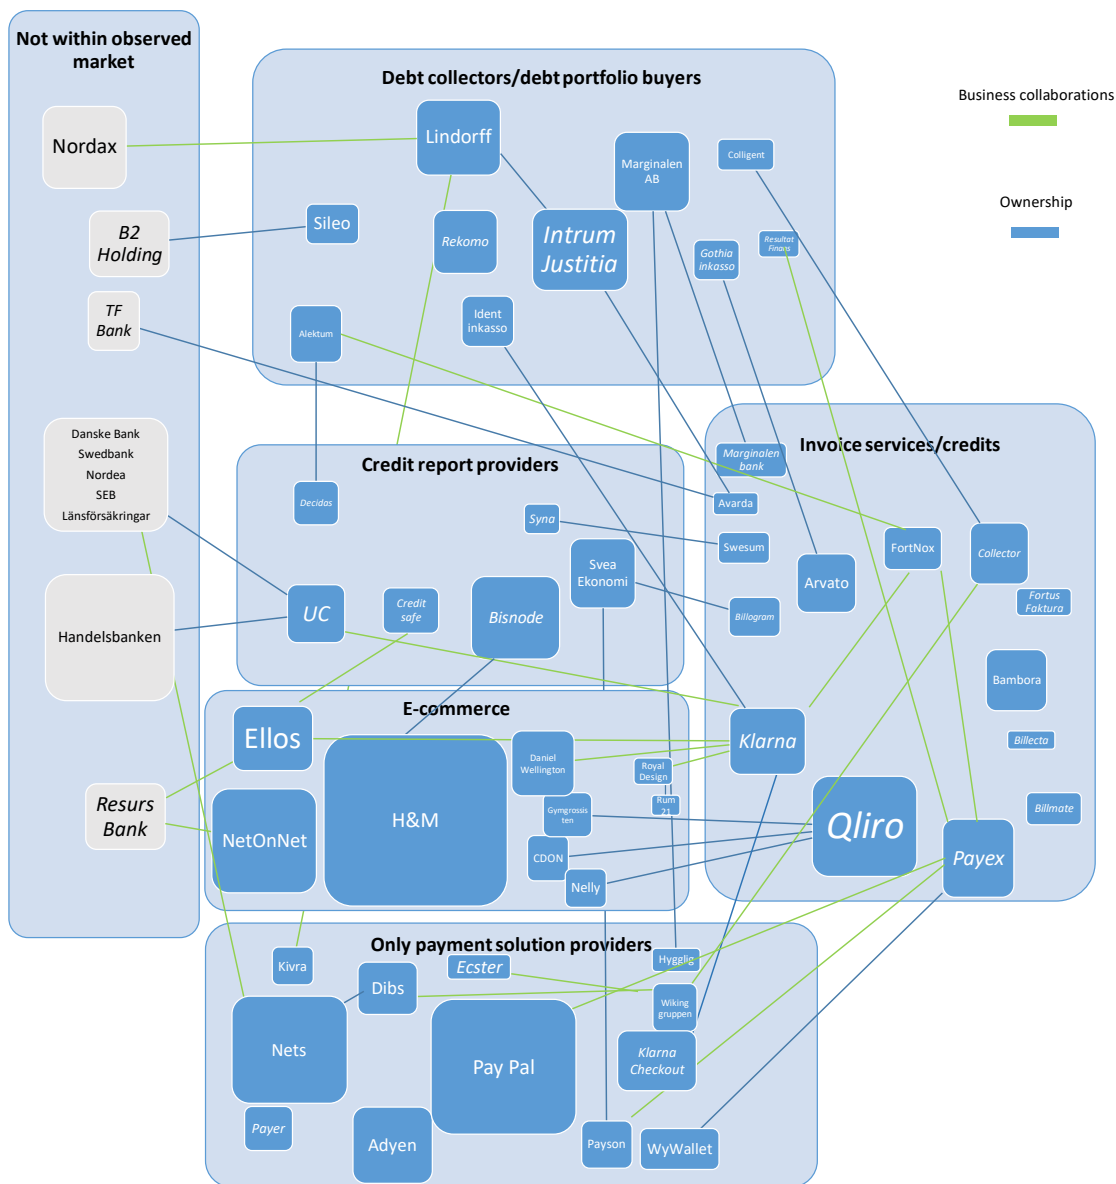 Not within observed
market
Nordax
B2
Holding
TF
Bank
Danske Bank
Swedbank
Nordea
SEB
Länsförsäkringar
Handelsbanken
Resurs
Bank
Debt collectors/debt portfolio buyers
Lindorff
Marginalen
AB
Colligent
Sileo
Rekomo
Intrum
Justitia
Gothia
inkasso
Resultat
Finans
Alektum
Ident
inkasso
Business collaborations
Ownership
Credit report providers
Decidas
Syna
Svea
Ekonomi
UC
Credit
safe
Bisnode
Invoice services/credits
Marginalen
bank
Avarda
Swesum
FortNox
Collector
Arvato
Billogram
Fortus
Faktura
Bambora
Klarna
Billecta
Qliro
Billmate
Payex
E-commerce
Ellos
H&M
Daniel
Wellington
Royal
Design
Rum
21
Gymgrossis
ten
NetOnNet
CDON
Nelly
Only payment solution providers
Kivra
Dibs
Ecster
Hygglig
Wiking
gruppen
Nets
Pay Pal
Klarna
Checkout
Payer
Adyen
Payson
WyWallet